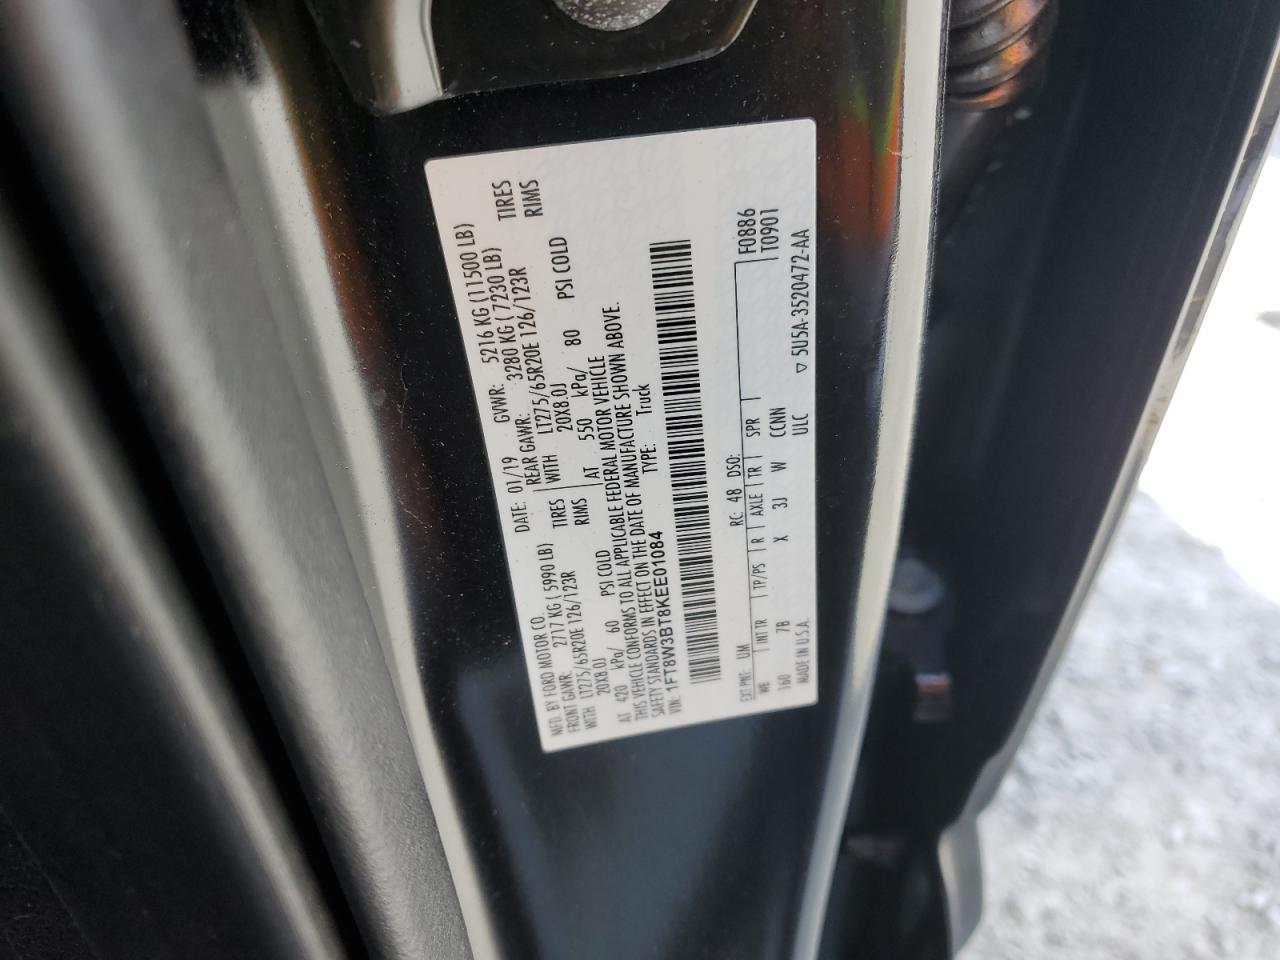 MFD. BY FORD MOTOR CO.
DATE: 01/19 GVWR: 5216 KG (11500 LB)
FRONT GAWR: 2717 KG ( 5990 LB)
REAR GAWR: 3280 KG ( 7230 LB)
WITH LT275/65R20E 126/123R TIRES
WITH LT275/65R20E 126/123R TIRES
20X8.0J RIMS
20X8.0J RIMS
AT 420 kPa/ 60 PSI COLD
AT 550 kPa/ 80 PSI COLD
THIS VEHICLE CONFORMS TO ALL APPLICABLE FEDERAL MOTOR VEHICLE
SAFETY STANDARDS IN EFFECT ON THE DATE OF MANUFACTURE SHOWN ABOVE.
VIN: 1FT8W3BT8KEE01084 TYPE: Truck
F0886
T0901
EXT PNT: UM RC: 48 DSO:
WB INT TR TP/PS R AXLE TR SPR
160 7B X 3J W CCNN
MADE IN U.S.A. ULC ▽ 5U5A-3520472-AA